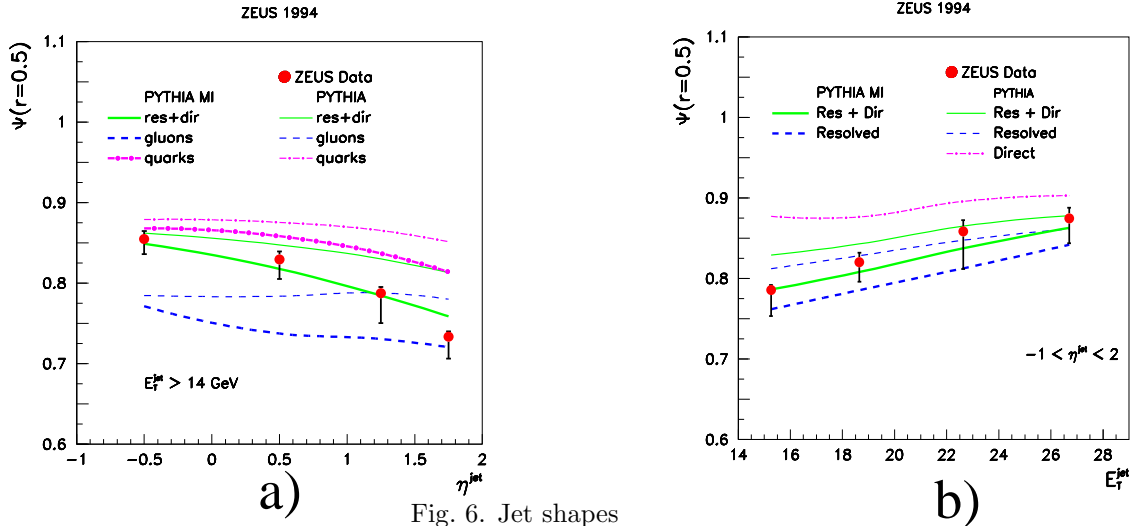 ZEUS 1994
Ψ(r=0.5)
1.1
1
0.9
0.8
0.7
0.6
ZEUS Data
PYTHIA MI
PYTHIA
res+dir
res+dir
gluons
gluons
quarks
quarks
E_T^jet > 14 GeV
−1 −0.5 0 0.5 1 1.5 2
η^jet
a)
ZEUS 1994
Ψ(r=0.5)
1.1
1
0.9
0.8
0.7
0.6
ZEUS Data
PYTHIA MI
PYTHIA
Res + Dir
Res + Dir
Resolved
Resolved
Direct
−1 < η^jet < 2
14 16 18 20 22 24 26 28
E_T^jet
b)
Fig. 6. Jet shapes